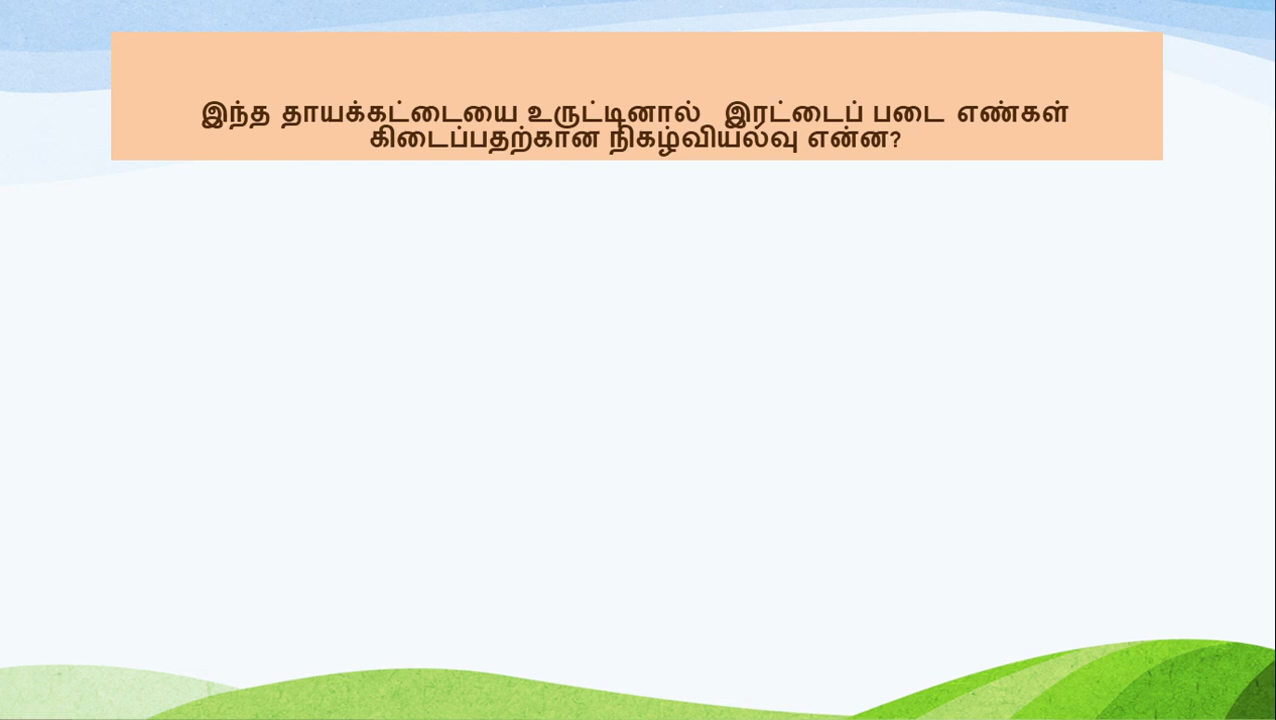 இந்த தாயக்கட்டையை உருட்டினால் இரட்டைப் படை எண்கள்
கிடைப்பதற்கான நிகழ்வியல்வு என்ன?